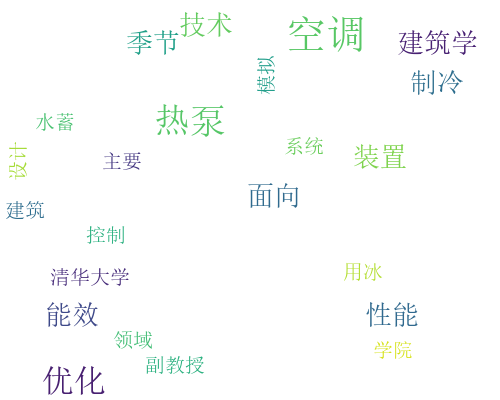 空调
技术
季节
建筑学
模拟
制冷
热泵
水蓄
系统
装置
设计
主要
面向
建筑
控制
清华大学
用冰
能效
性能
领域
学院
副教授
优化